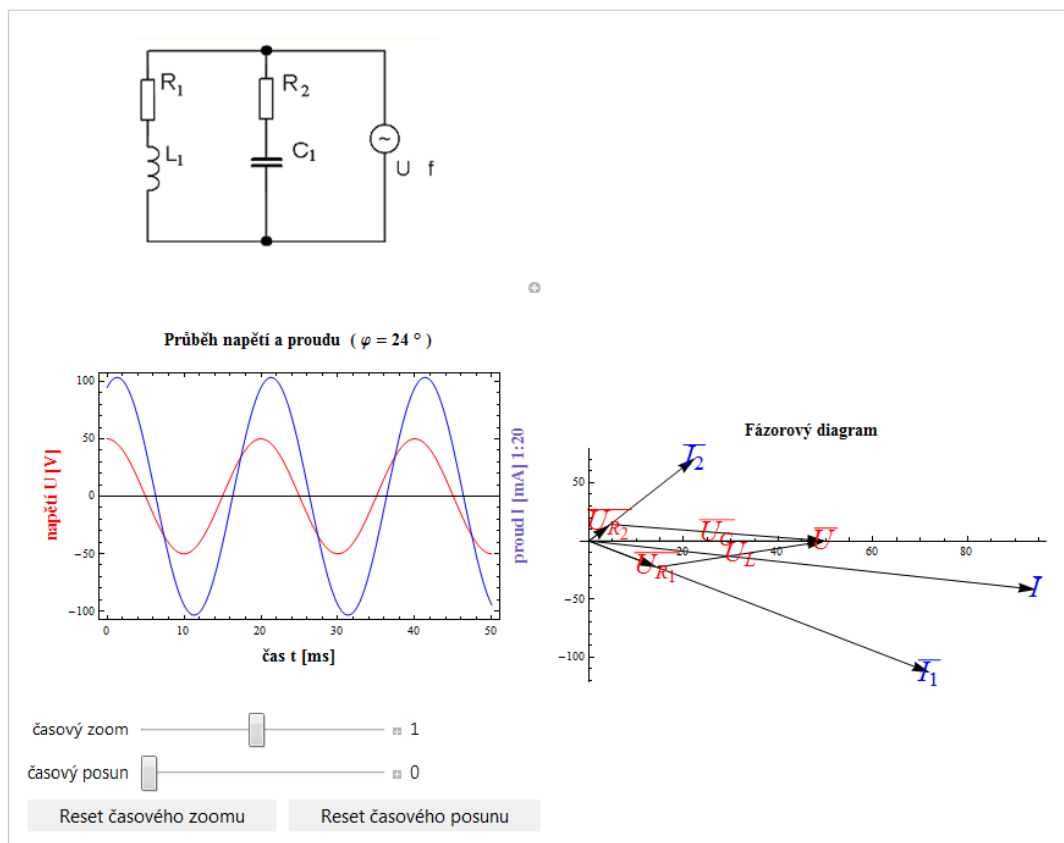 R1 R2
L1 C1
~
U f
Průběh napětí a proudu ( φ = 24 ° )
napětí U [V]
100
50
0
−50
−100
0 10 20 30 40 50
čas t [ms]
proud I [mA] 1:20
Fázorový diagram
50
−50
−100
20 40 60 80
I2
UR2
UC
U
UL
UR1
I
I1
časový zoom 1
časový posun 0
Reset časového zoomu Reset časového posunu